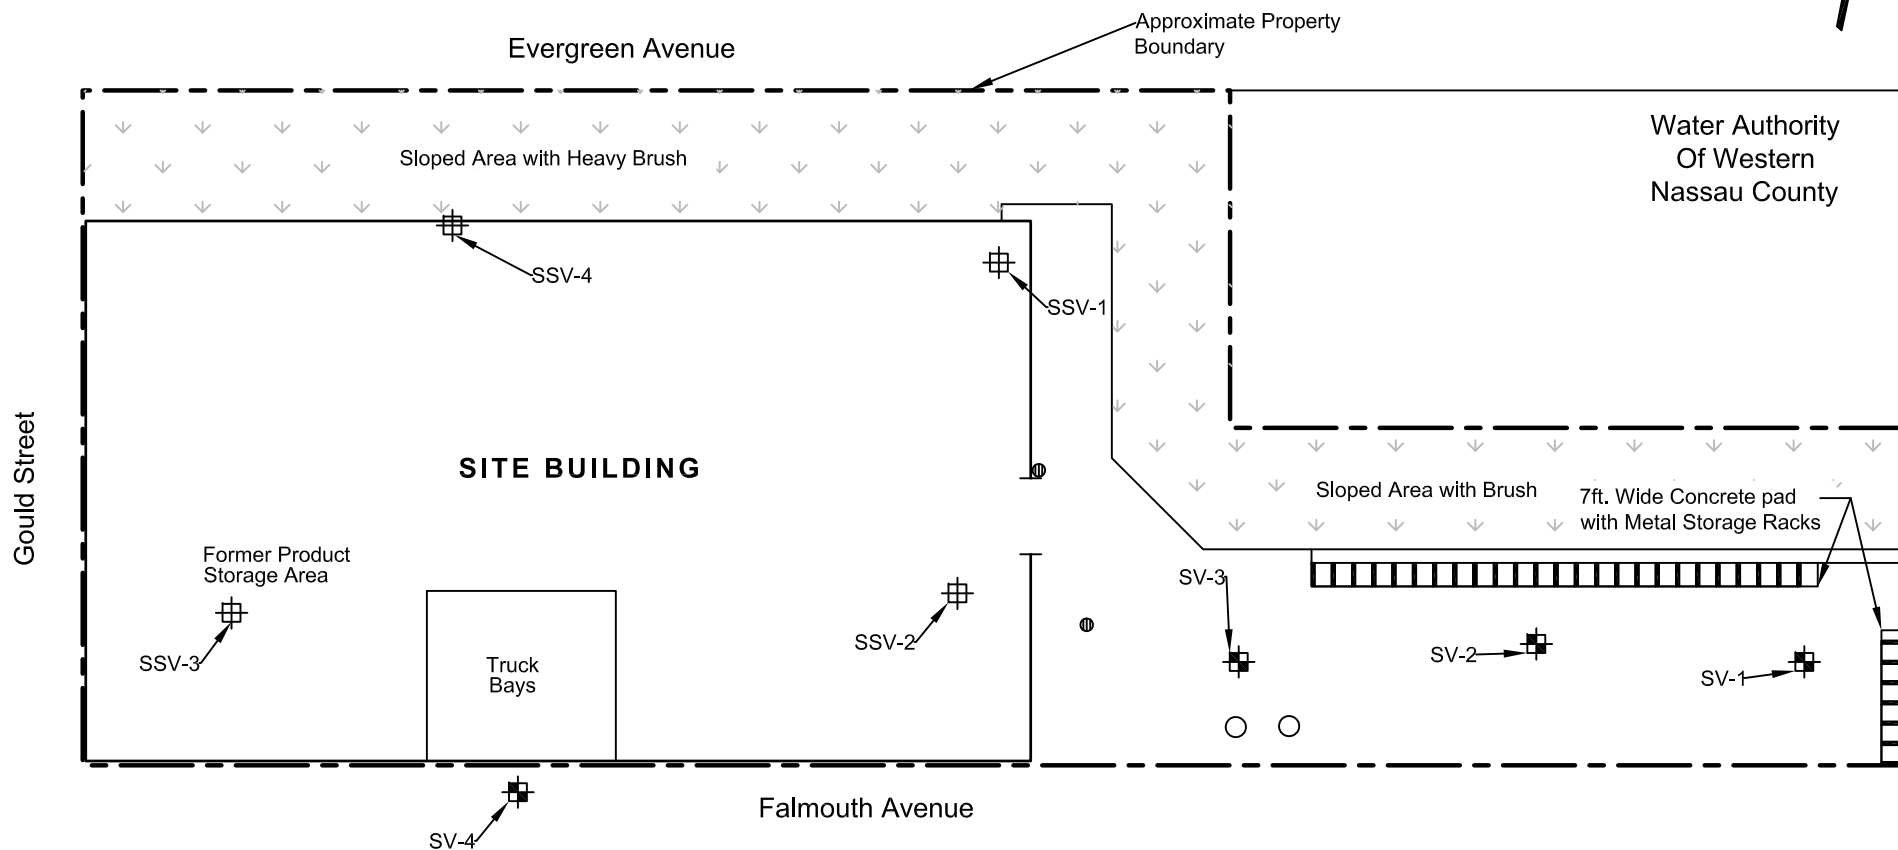 Approximate Property
Boundary
Evergreen Avenue
Water Authority
Of Western
Nassau County
Sloped Area with Heavy Brush
SSV-4
SSV-1
Gould Street
SITE BUILDING
Sloped Area with Brush
7ft. Wide Concrete pad
with Metal Storage Racks
Former Product
Storage Area
SV-3
SSV-2
SSV-3
Truck
Bays
SV-2
SV-1
Falmouth Avenue
SV-4